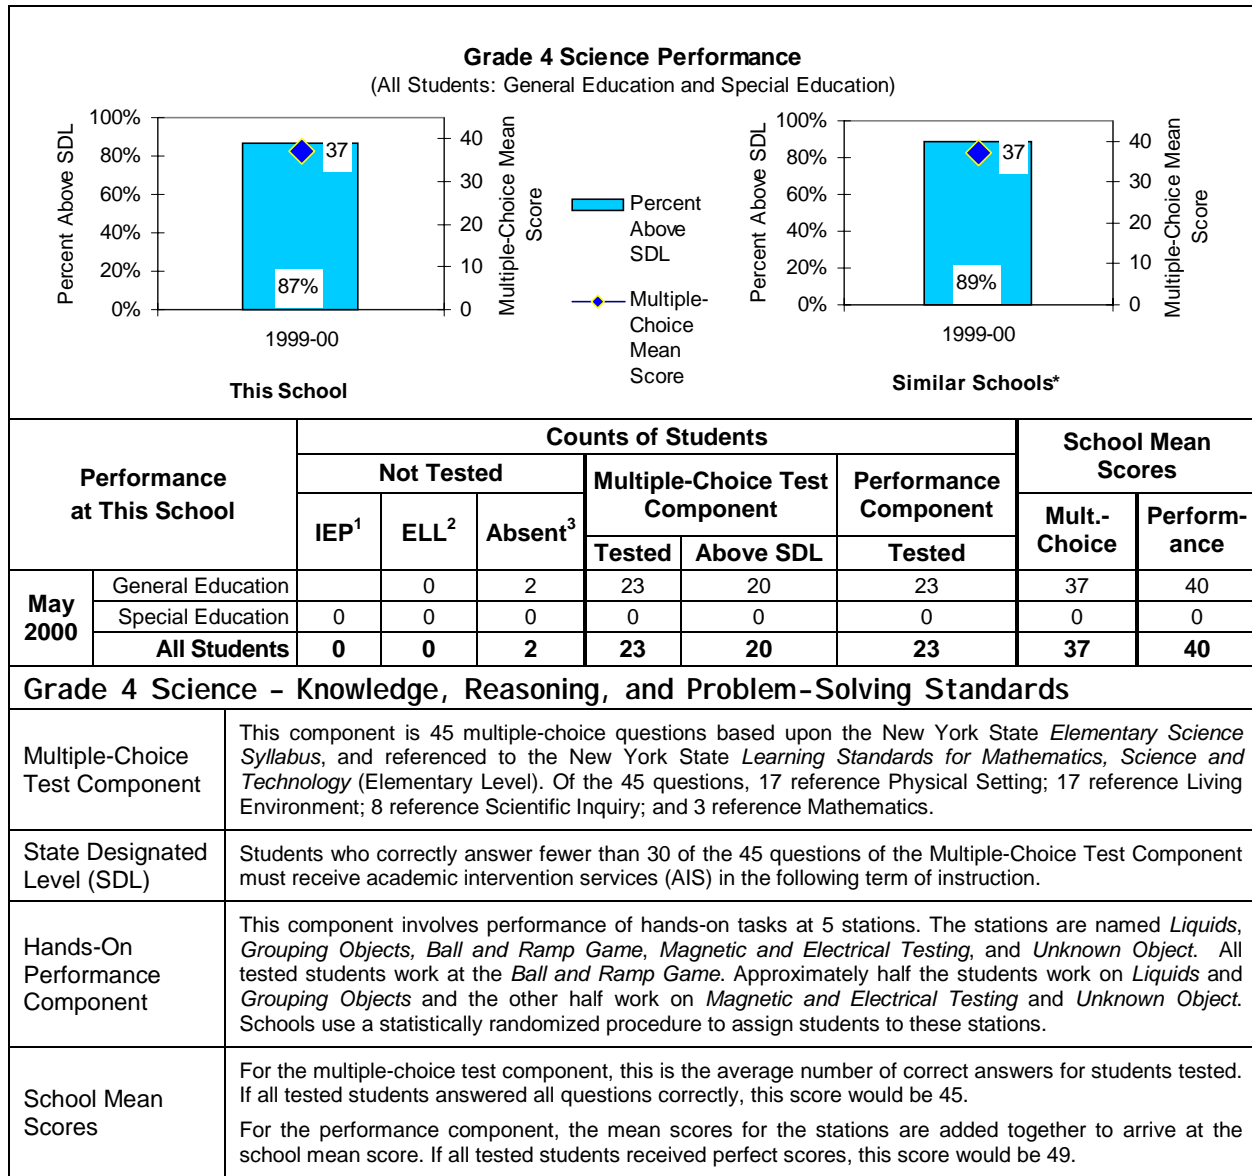 Grade 4 Science Performance
(All Students: General Education and Special Education)
Percent Above SDL
100%
80%
60%
40%
20%
0%
37
87%
40
30
20
10
0
Multiple-Choice Mean
Score
1999-00
This School
Percent
Above
SDL
Multiple-
Choice
Mean
Score
Percent Above SDL
100%
80%
60%
40%
20%
0%
37
89%
40
30
20
10
0
Multiple-Choice Mean
Score
1999-00
Similar Schools*
Performance
at This School
Counts of Students
School Mean
Scores
Not Tested
Multiple-Choice Test
Component
Performance
Component
IEP1 ELL2 Absent3
Mult.-
Choice
Perform-
ance
Tested Above SDL Tested
May
2000
General Education 0 2 23 20 23 37 40
Special Education 0 0 0 0 0 0 0 0
All Students 0 0 2 23 20 23 37 40
Grade 4 Science – Knowledge, Reasoning, and Problem-Solving Standards
Multiple-Choice
Test Component
This component is 45 multiple-choice questions based upon the New York State Elementary Science
Syllabus, and referenced to the New York State Learning Standards for Mathematics, Science and
Technology (Elementary Level). Of the 45 questions, 17 reference Physical Setting; 17 reference Living
Environment; 8 reference Scientific Inquiry; and 3 reference Mathematics.
State Designated
Level (SDL)
Students who correctly answer fewer than 30 of the 45 questions of the Multiple-Choice Test Component
must receive academic intervention services (AIS) in the following term of instruction.
Hands-On
Performance
Component
This component involves performance of hands-on tasks at 5 stations. The stations are named Liquids,
Grouping Objects, Ball and Ramp Game, Magnetic and Electrical Testing, and Unknown Object. All
tested students work at the Ball and Ramp Game. Approximately half the students work on Liquids and
Grouping Objects and the other half work on Magnetic and Electrical Testing and Unknown Object.
Schools use a statistically randomized procedure to assign students to these stations.
School Mean
Scores
For the multiple-choice test component, this is the average number of correct answers for students tested.
If all tested students answered all questions correctly, this score would be 45.
For the performance component, the mean scores for the stations are added together to arrive at the
school mean score. If all tested students received perfect scores, this score would be 49.